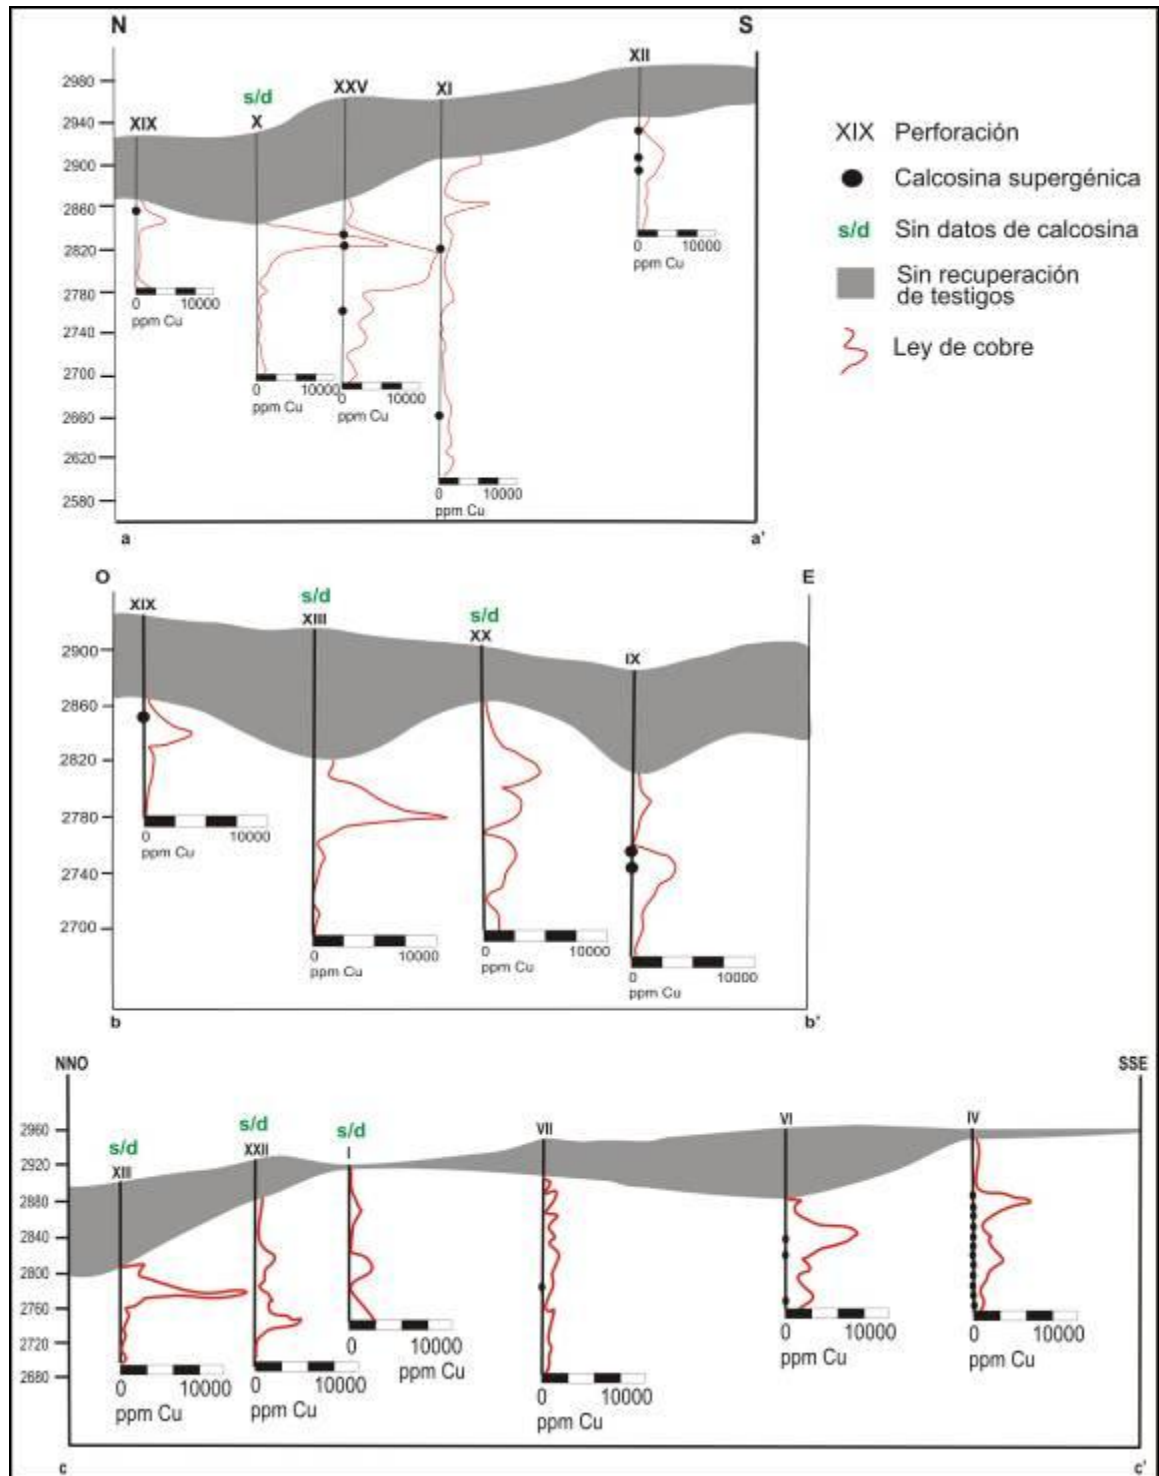 N
S
XII
XXV
XI
s/d
XIX
X
2980
2940
2900
2860
2820
2780
2740
2700
2660
2620
2580
0 10000
ppm Cu
0 10000
ppm Cu
0 10000
ppm Cu
0 10000
ppm Cu
0 10000
ppm Cu
a
a'
XIX Perforación
Calcosina supergénica
s/d Sin datos de calcosina
Sin recuperación
de testigos
Ley de cobre
O
E
XIX
s/d
XIII
s/d
XX
IX
2900
2860
2820
2780
2740
2700
0 10000
ppm Cu
0 10000
ppm Cu
0 10000
ppm Cu
0 10000
ppm Cu
b
b'
NNO
SSE
s/d
XIII
s/d
XXII
s/d
I
VII
VI
IV
2960
2920
2880
2840
2800
2760
2720
2680
0 10000
ppm Cu
0 10000
ppm Cu
0 10000
ppm Cu
0 10000
ppm Cu
0 10000
ppm Cu
0 10000
ppm Cu
c
c'